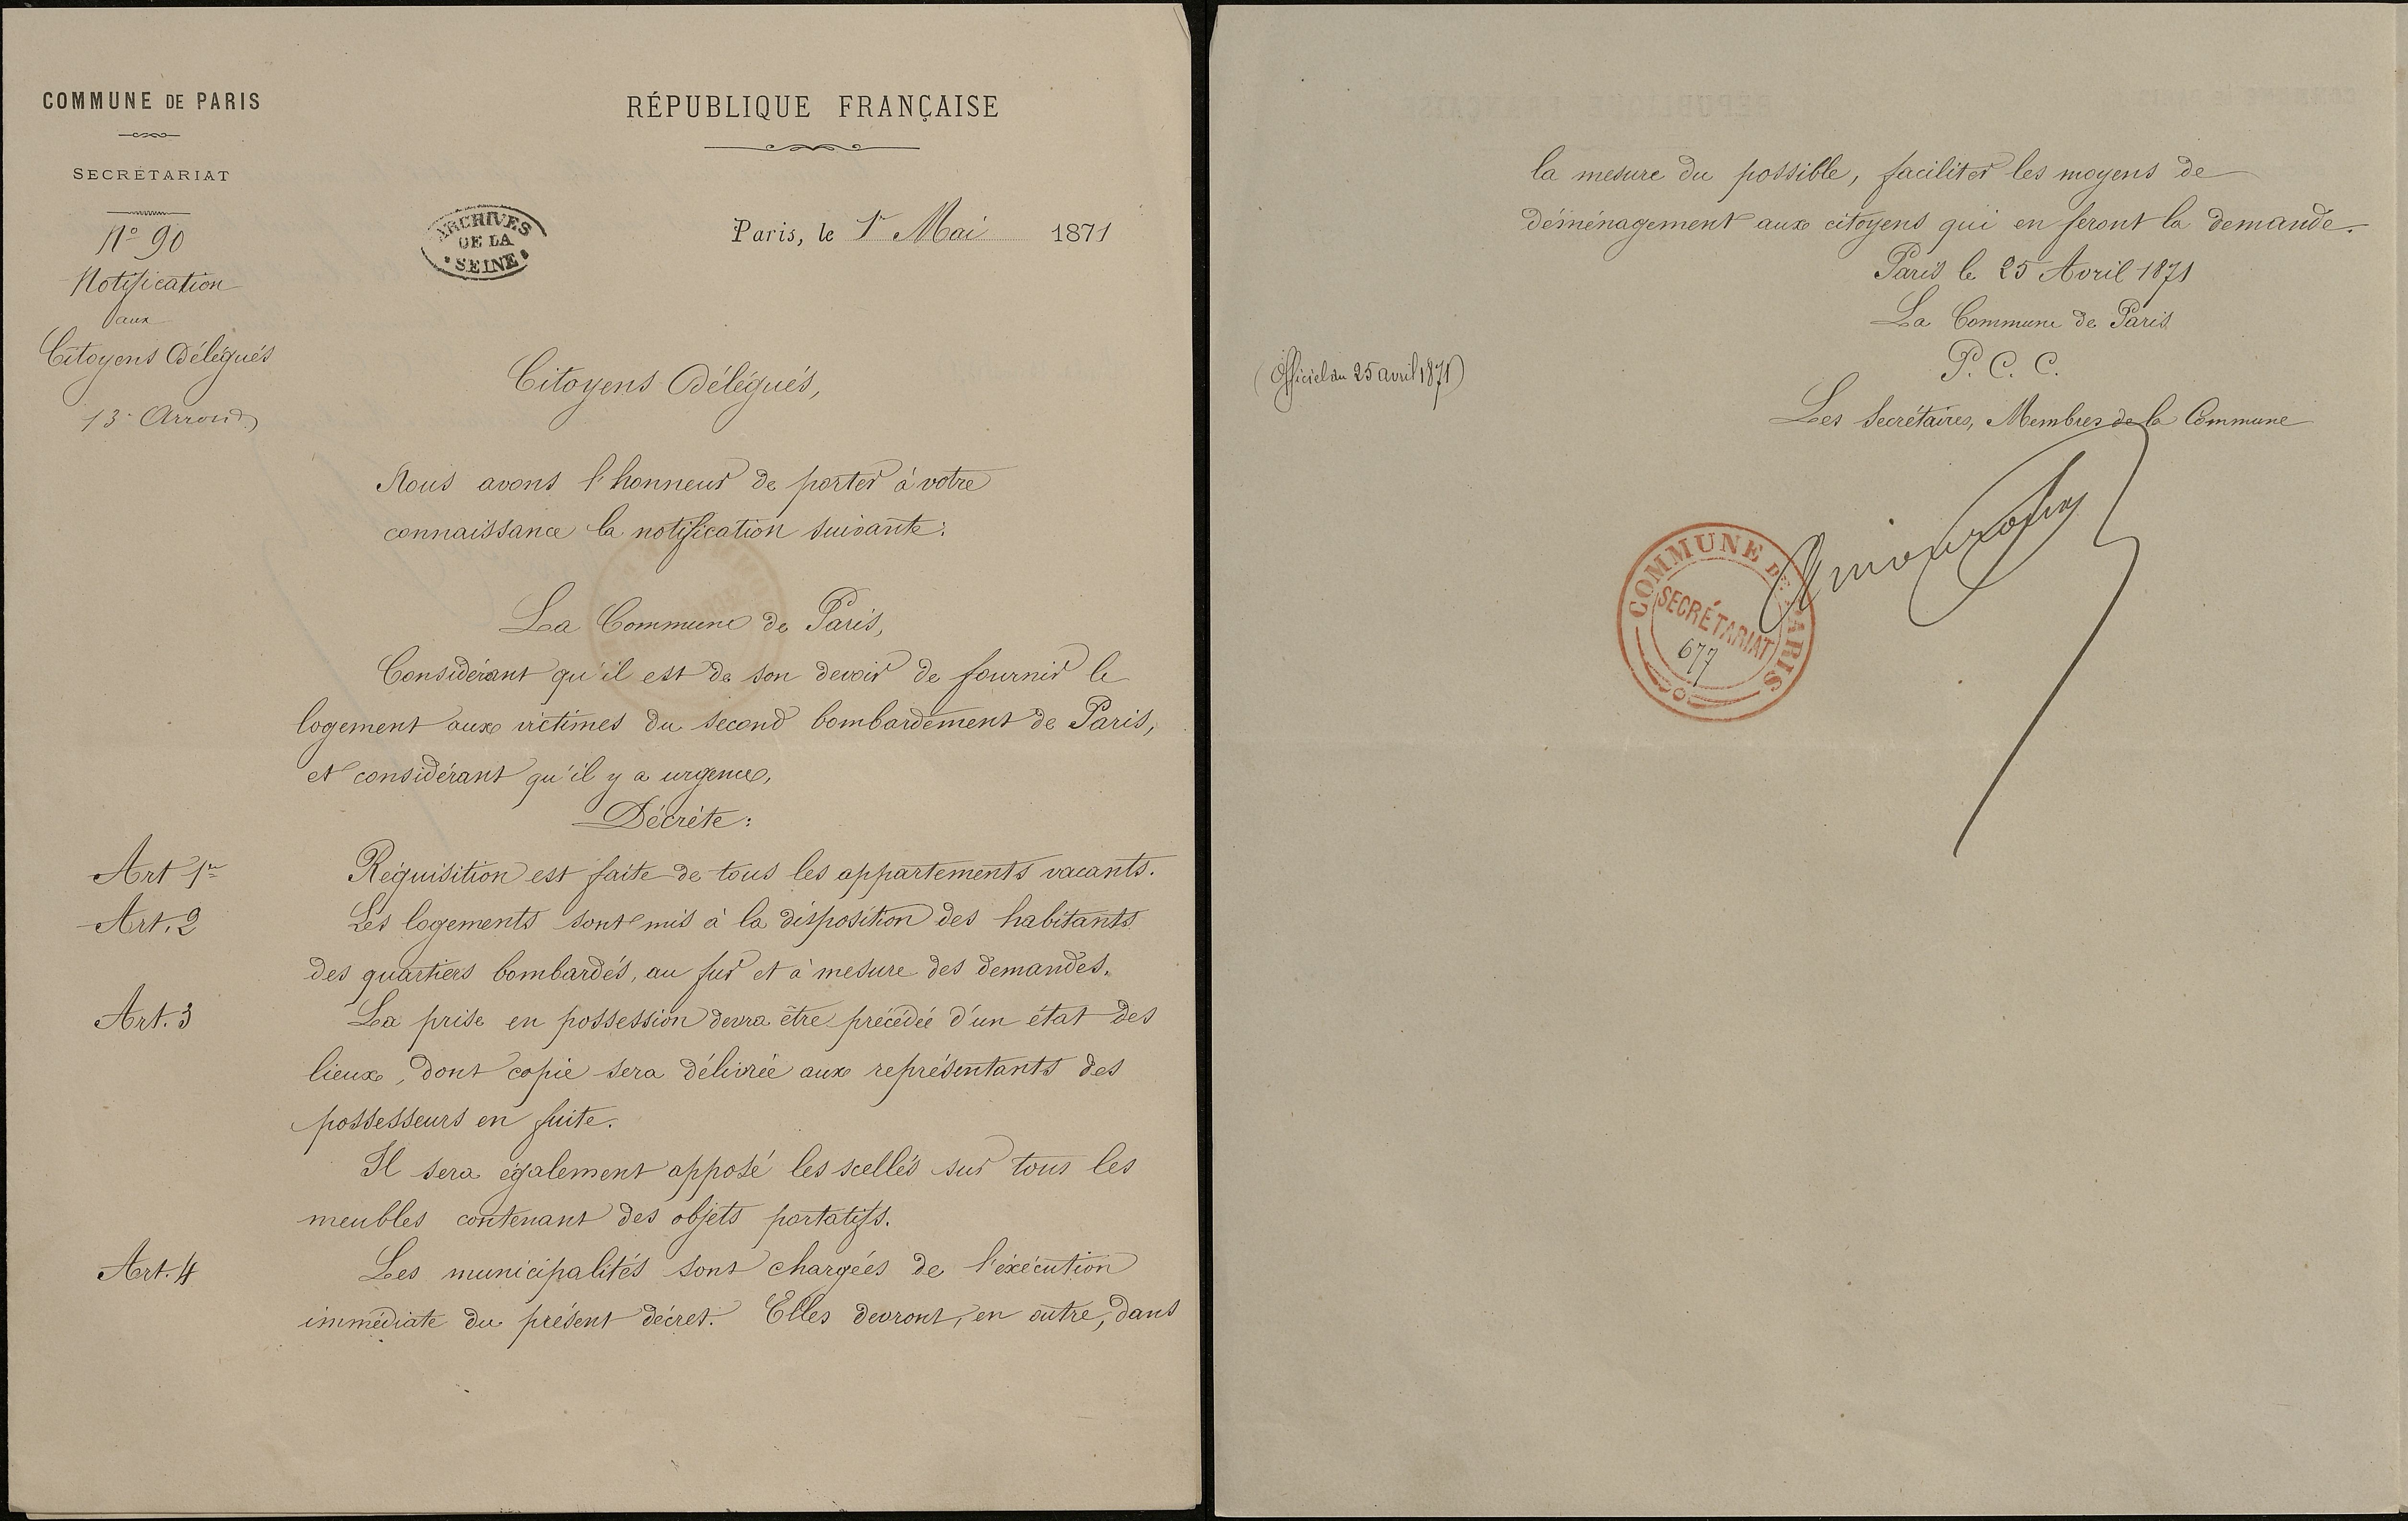 COMMUNE DE PARIS
SECRÉTARIAT
N° 90
Notification
aux
Citoyens Délégués
13e Arrond.
RÉPUBLIQUE FRANÇAISE
ARCHIVES
DE LA
SEINE
Paris, le 1er Mai 1871
Citoyens Délégués,
Nous avons l'honneur de porter à votre
connaissance la notification suivante:
La Commune de Paris,
Considérant qu'il est de son devoir de fournir le
logement aux victimes du second bombardement de Paris,
et considérant qu'il y a urgence,
Décrète:
Art 1er Réquisition est faite de tous les appartements vacants.
Art. 2 Les logements sont mis à la disposition des habitants
des quartiers bombardés, au fur et à mesure des demandes.
Art. 3 La prise en possession devra être précédée d'un état des
lieux, dont copie sera délivrée aux représentants des
possesseurs en fuite.
Il sera également apposé les scellés sur tous les
meubles contenant des objets portatifs.
Art. 4 Les municipalités sont chargées de l'éxécution
immédiate du présent décret. Elles devront, en outre, dans
la mesure du possible, faciliter les moyens de
déménagement aux citoyens qui en feront la demande.
Paris le 25 Avril 1871
La Commune de Paris
P. C. C.
(Officiel du 25 avril 1871)
Les Secrétaires, Membres de la Commune
Amouroux
COMMUNE DE PARIS
SECRÉTARIAT
677